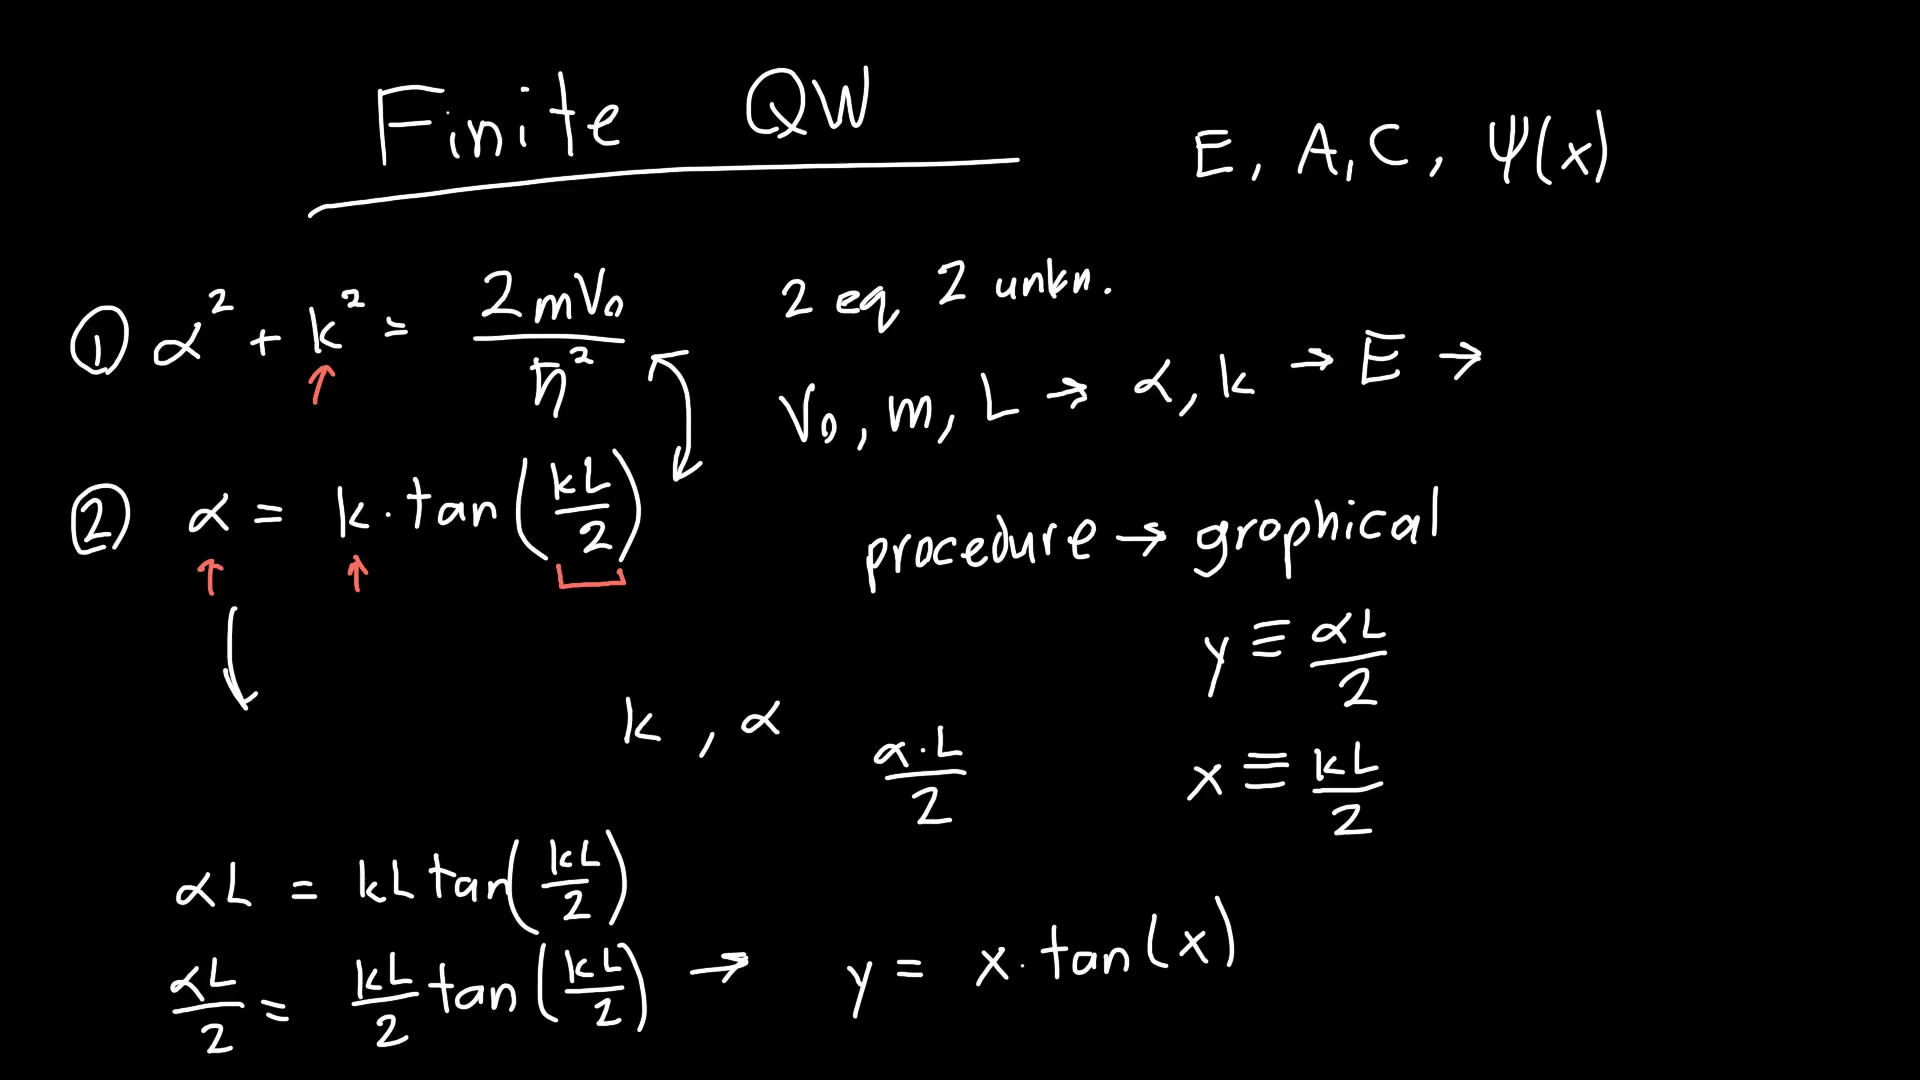 Finite QW
E, A, C, Ψ(x)
① α² + k² = 2mV₀/ħ²
2 eq 2 unkn.
V₀, m, L → α, k → E →
② α = k · tan(kL/2)
procedure → grophical
y ≡ αL/2
k, α
α·L/2
x ≡ kL/2
αL = kL tan(kL/2)
αL/2 = kL/2 tan(kL/2) → y = x · tan(x)